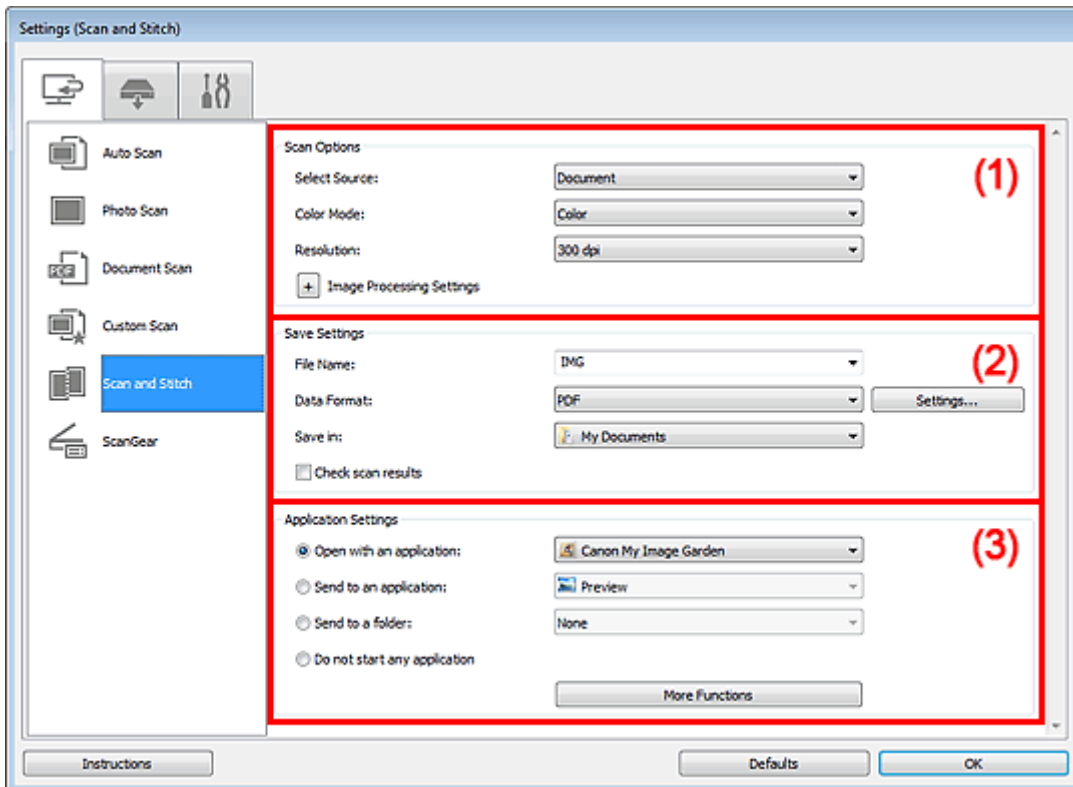 Settings (Scan and Stitch)
Auto Scan
Photo Scan
PDF
Document Scan
Custom Scan
Scan and Stitch
ScanGear
Scan Options
(1)
Select Source: Document
Color Mode: Color
Resolution: 300 dpi
+ Image Processing Settings
Save Settings
(2)
File Name: IMG
Data Format: PDF Settings...
Save in: My Documents
Check scan results
Application Settings
(3)
Open with an application: Canon My Image Garden
Send to an application: Preview
Send to a folder: None
Do not start any application
More Functions
Instructions Defaults OK